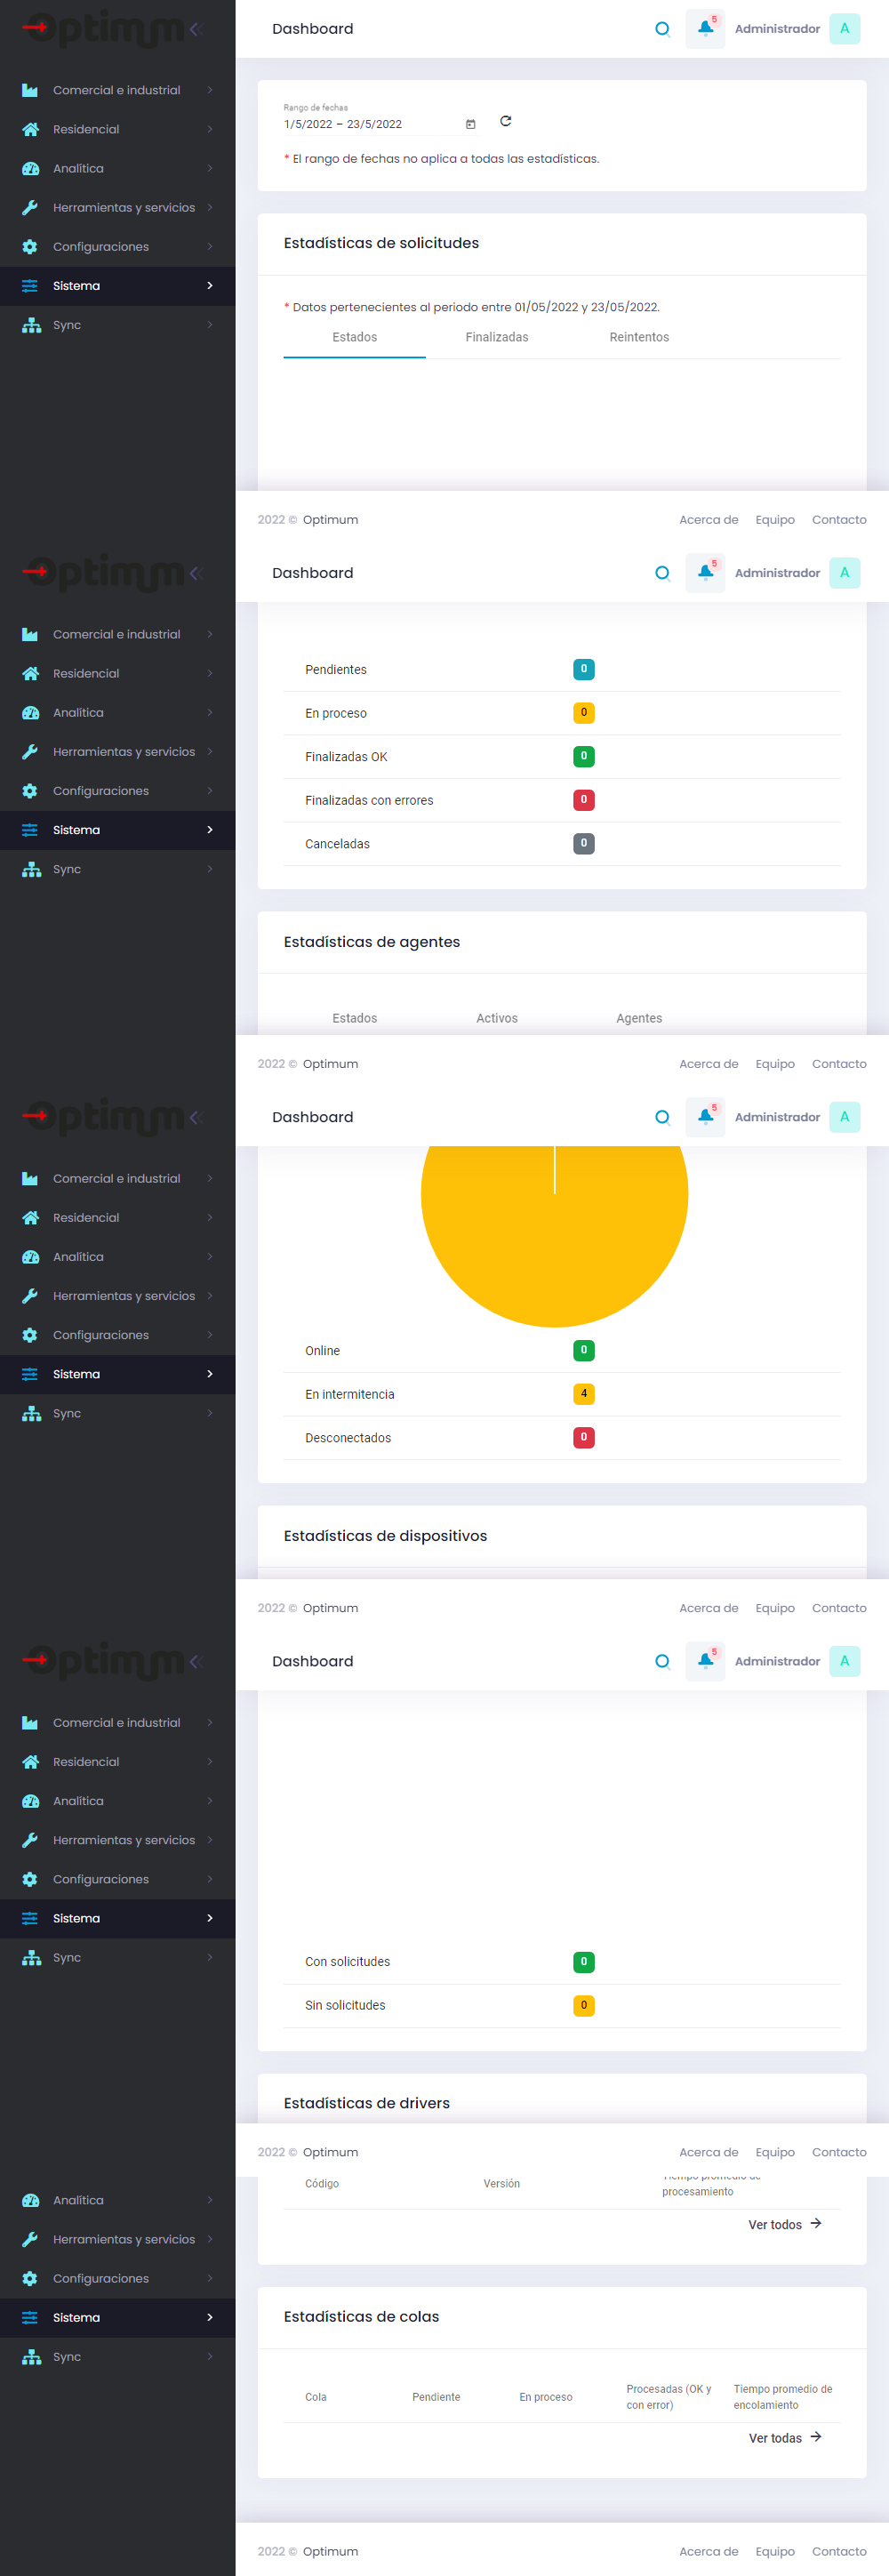 Optimum
Dashboard
5
Administrador
A
Comercial e industrial
Residencial
Analítica
Herramientas y servicios
Configuraciones
Sistema
Sync
Rango de fechas
1/5/2022 – 23/5/2022
* El rango de fechas no aplica a todas las estadísticas.
Estadísticas de solicitudes
* Datos pertenecientes al periodo entre 01/05/2022 y 23/05/2022.
Estados Finalizadas Reintentos
2022 © Optimum
Acerca de Equipo Contacto
Optimum
Dashboard
5
Administrador
A
Comercial e industrial
Residencial
Analítica
Herramientas y servicios
Configuraciones
Sistema
Sync
Pendientes 0
En proceso 0
Finalizadas OK 0
Finalizadas con errores 0
Canceladas 0
Estadísticas de agentes
Estados Activos Agentes
2022 © Optimum
Acerca de Equipo Contacto
Optimum
Dashboard
5
Administrador
A
Comercial e industrial
Residencial
Analítica
Herramientas y servicios
Configuraciones
Sistema
Sync
Online 0
En intermitencia 4
Desconectados 0
Estadísticas de dispositivos
2022 © Optimum
Acerca de Equipo Contacto
Optimum
Dashboard
5
Administrador
A
Comercial e industrial
Residencial
Analítica
Herramientas y servicios
Configuraciones
Sistema
Sync
Con solicitudes 0
Sin solicitudes 0
Estadísticas de drivers
2022 © Optimum
Acerca de Equipo Contacto
Analítica
Herramientas y servicios
Configuraciones
Sistema
Sync
Código Versión Tiempo promedio de
procesamiento
Ver todos
Estadísticas de colas
Cola Pendiente En proceso Procesadas (OK y
con error) Tiempo promedio de
encolamiento
Ver todas
2022 © Optimum
Acerca de Equipo Contacto